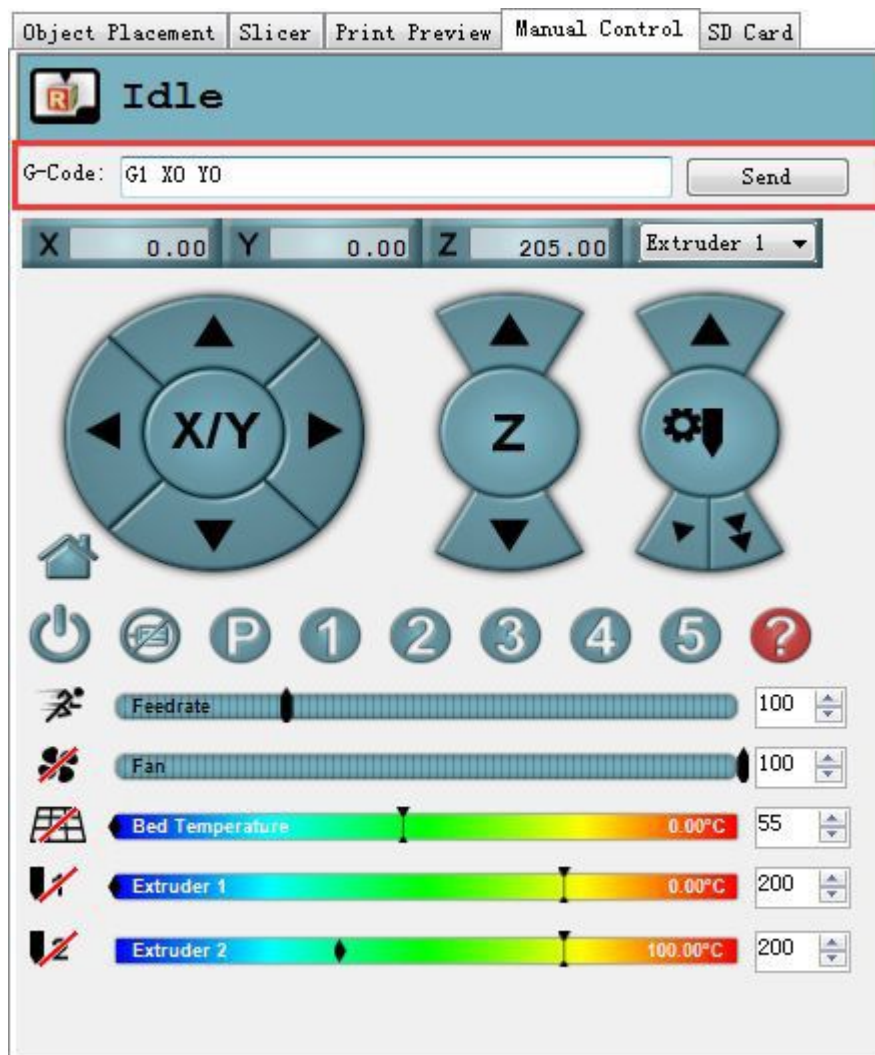 Object Placement Slicer Print Preview Manual Control SD Card
R Idle
G-Code: G1 X0 Y0 Send
X 0.00 Y 0.00 Z 205.00 Extruder 1
X/Y Z
P 1 2 3 4 5 ?
Feedrate 100
Fan 100
Bed Temperature 0.00°C 55
1 Extruder 1 0.00°C 200
2 Extruder 2 100.00°C 200